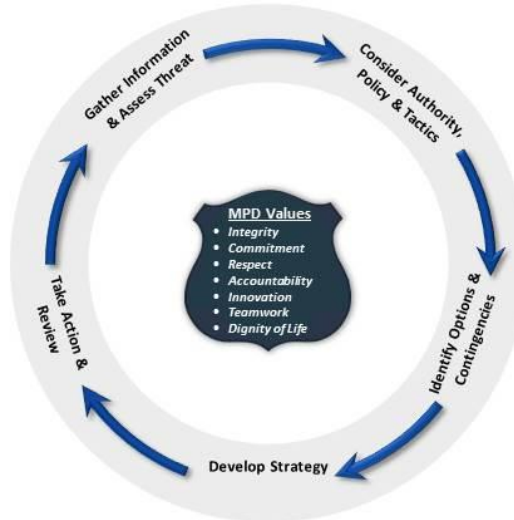 Gather Information
& Assess Threat
Consider Authority,
Policy & Tactics
MPD Values
• Integrity
• Commitment
• Respect
• Accountability
• Innovation
• Teamwork
• Dignity of Life
Identify Options &
Contingencies
Develop Strategy
Take Action &
Review